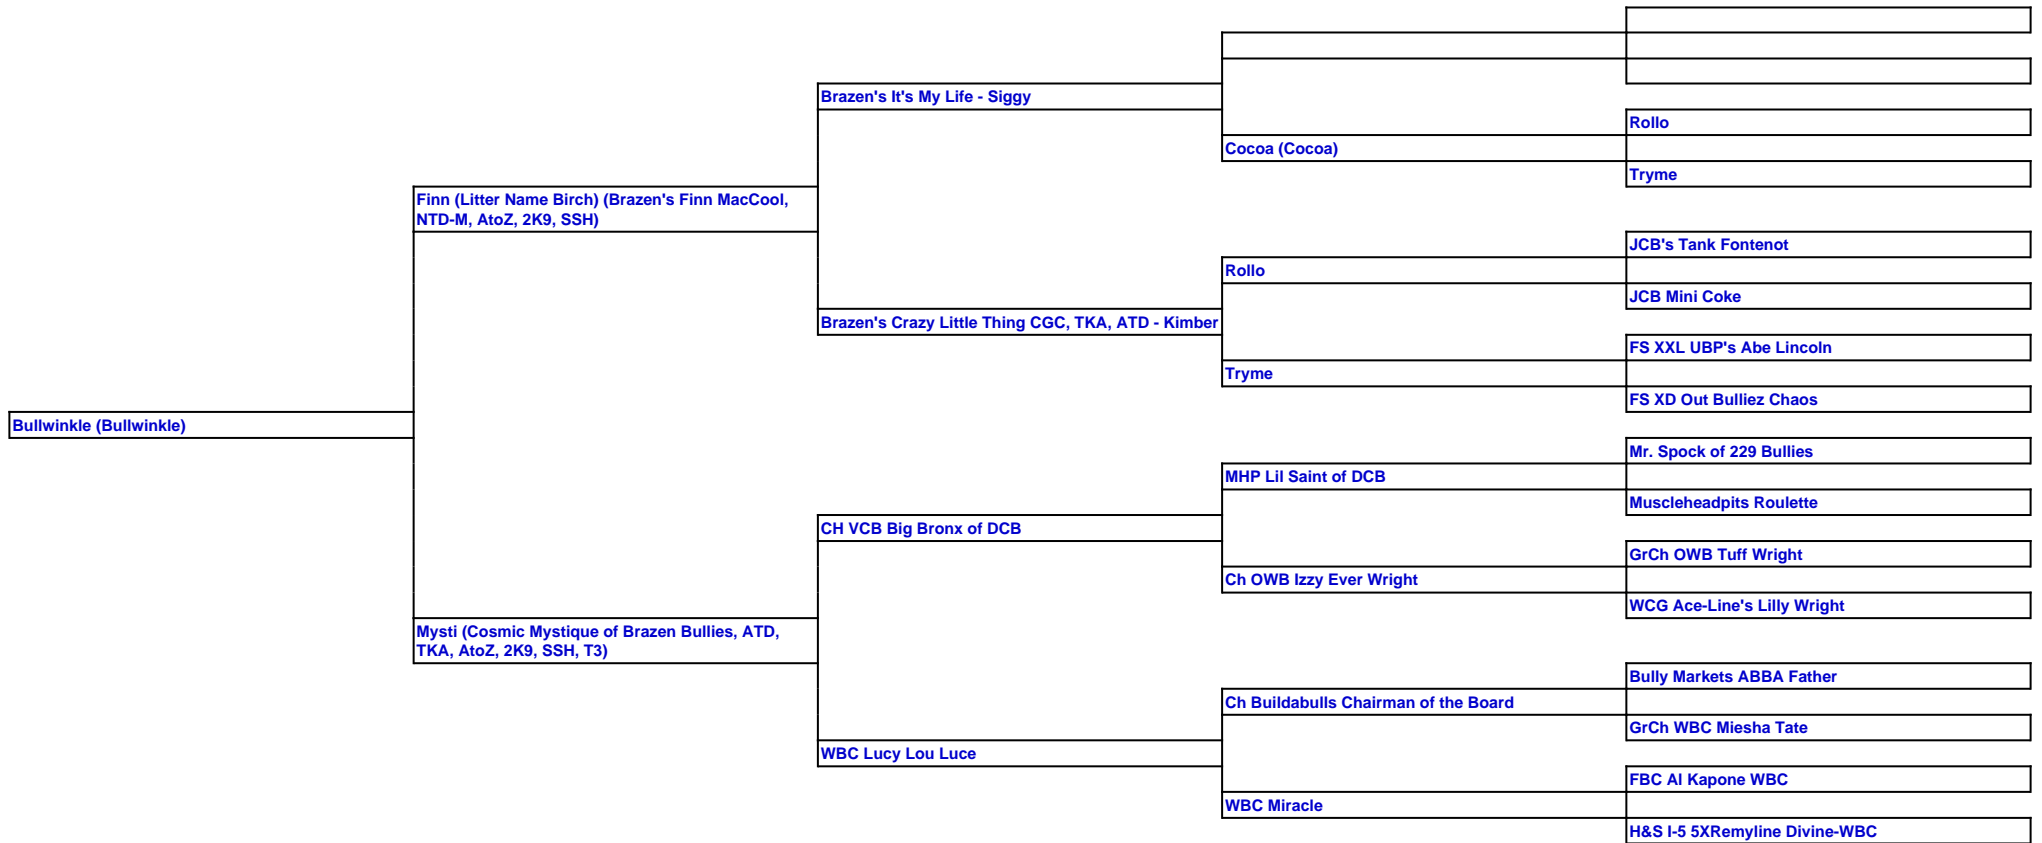 Brazen's It's My Life - Siggy
Rollo
Cocoa (Cocoa)
Tryme
Finn (Litter Name Birch) (Brazen's Finn MacCool,
NTD-M, AtoZ, 2K9, SSH)
JCB's Tank Fontenot
Rollo
JCB Mini Coke
Brazen's Crazy Little Thing CGC, TKA, ATD - Kimber
FS XXL UBP's Abe Lincoln
Tryme
FS XD Out Bulliez Chaos
Bullwinkle (Bullwinkle)
Mr. Spock of 229 Bullies
MHP Lil Saint of DCB
Muscleheadpits Roulette
CH VCB Big Bronx of DCB
GrCh OWB Tuff Wright
Ch OWB Izzy Ever Wright
WCG Ace-Line's Lilly Wright
Mysti (Cosmic Mystique of Brazen Bullies, ATD,
TKA, AtoZ, 2K9, SSH, T3)
Bully Markets ABBA Father
Ch Buildabulls Chairman of the Board
GrCh WBC Miesha Tate
WBC Lucy Lou Luce
FBC Al Kapone WBC
WBC Miracle
H&S I-5 5XRemyline Divine-WBC